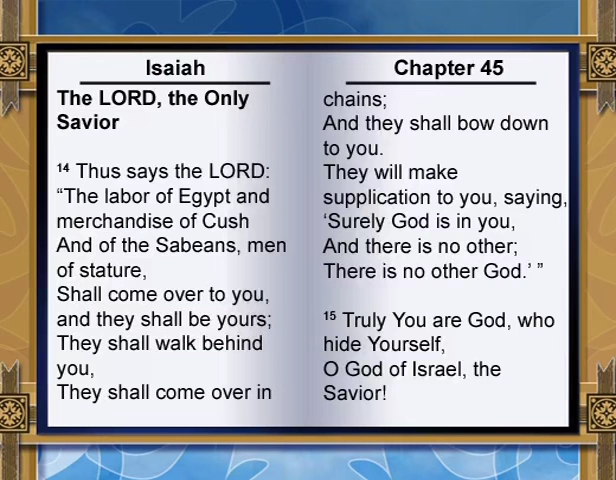 Isaiah
The LORD, the Only
Savior
14 Thus says the LORD:
“The labor of Egypt and
merchandise of Cush
And of the Sabeans, men
of stature,
Shall come over to you,
and they shall be yours;
They shall walk behind
you,
They shall come over in
Chapter 45
chains;
And they shall bow down
to you.
They will make
supplication to you, saying,
‘Surely God is in you,
And there is no other;
There is no other God.’ ”
15 Truly You are God, who
hide Yourself,
O God of Israel, the
Savior!